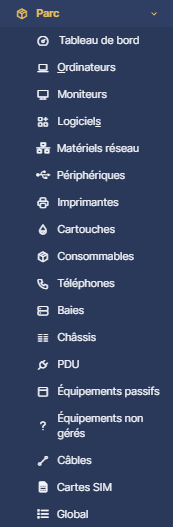 Parc
Tableau de bord
Ordinateurs
Moniteurs
Logiciels
Matériels réseau
Périphériques
Imprimantes
Cartouches
Consommables
Téléphones
Baies
Châssis
PDU
Équipements passifs
Équipements non
gérés
Câbles
Cartes SIM
Global